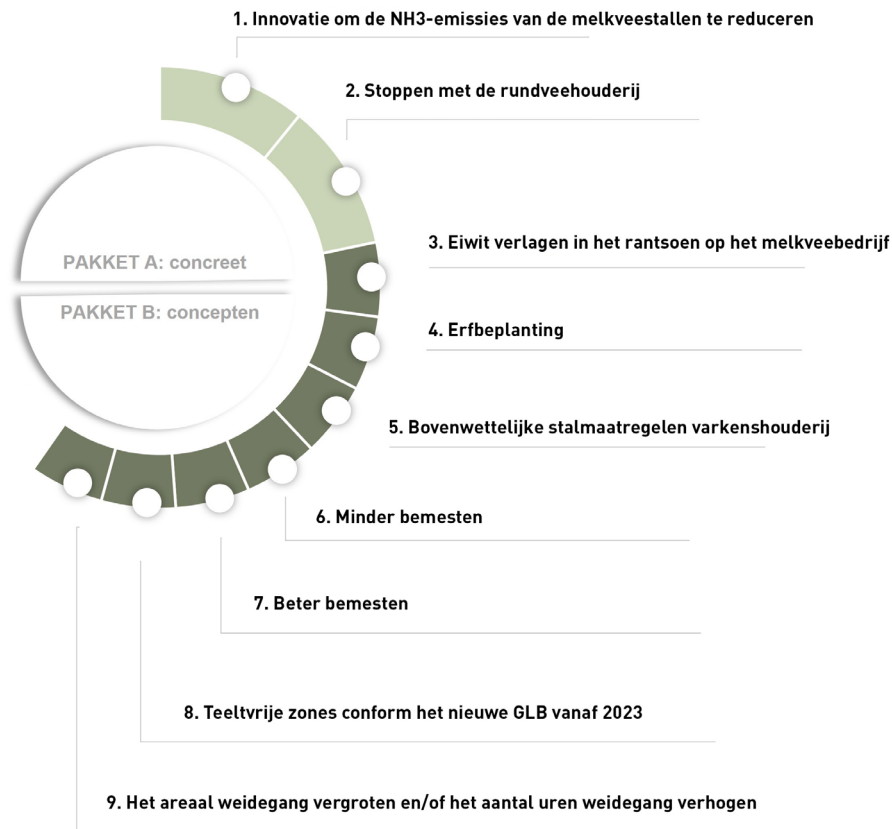 1. Innovatie om de NH3-emissies van de melkveestallen te reduceren
2. Stoppen met de rundveehouderij
3. Eiwit verlagen in het rantsoen op het melkveebedrijf
PAKKET A: concreet
PAKKET B: concepten
4. Erfbeplanting
5. Bovenwettelijke stalmaatregelen varkenshouderij
6. Minder bemesten
7. Beter bemesten
8. Teeltvrije zones conform het nieuwe GLB vanaf 2023
9. Het areaal weidegang vergroten en/of het aantal uren weidegang verhogen